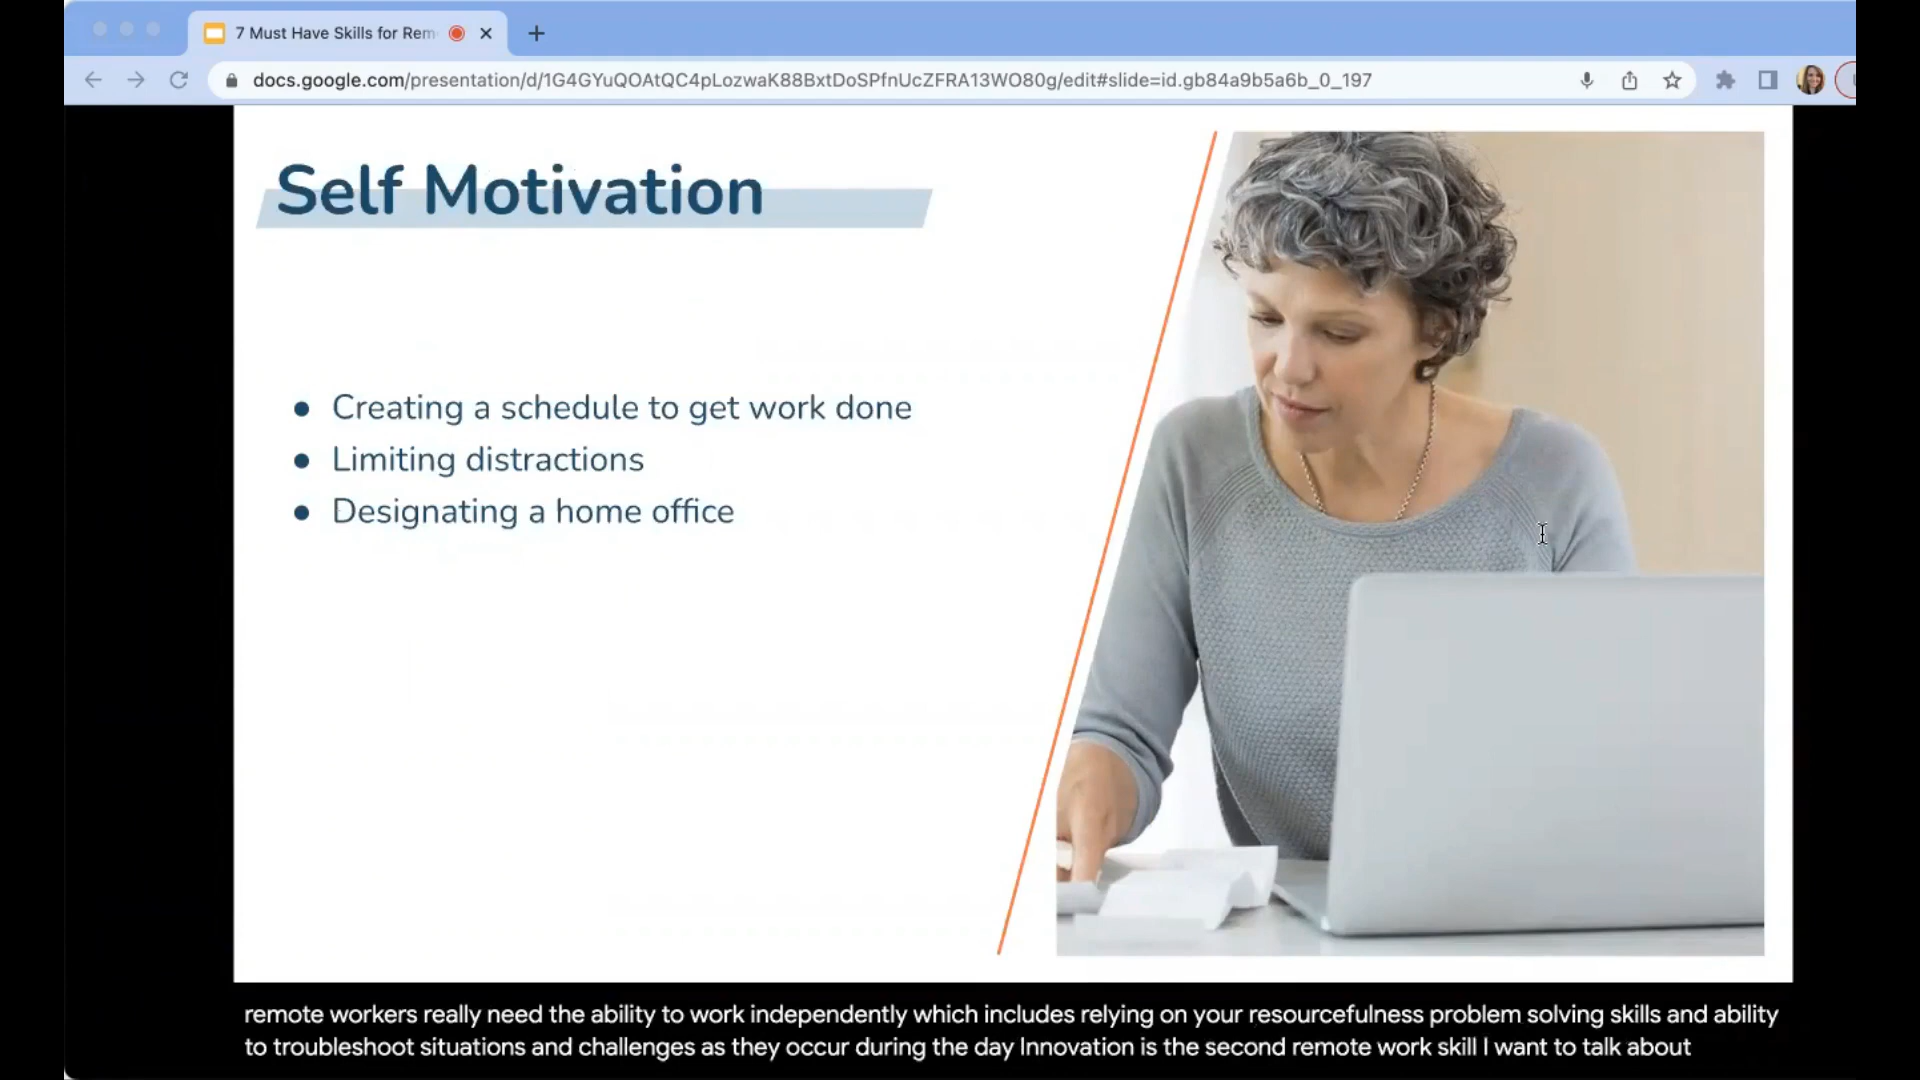 7 Must Have Skills for Rem
docs.google.com/presentation/d/1G4GYuQOAtQC4pLozwaK88BxtDoSPfnUcZFRA13WO80g/edit#slide=id.gb84a9b5a6b_0_197
Self Motivation
● Creating a schedule to get work done
● Limiting distractions
● Designating a home office
remote workers really need the ability to work independently which includes relying on your resourcefulness problem solving skills and ability
to troubleshoot situations and challenges as they occur during the day Innovation is the second remote work skill I want to talk about